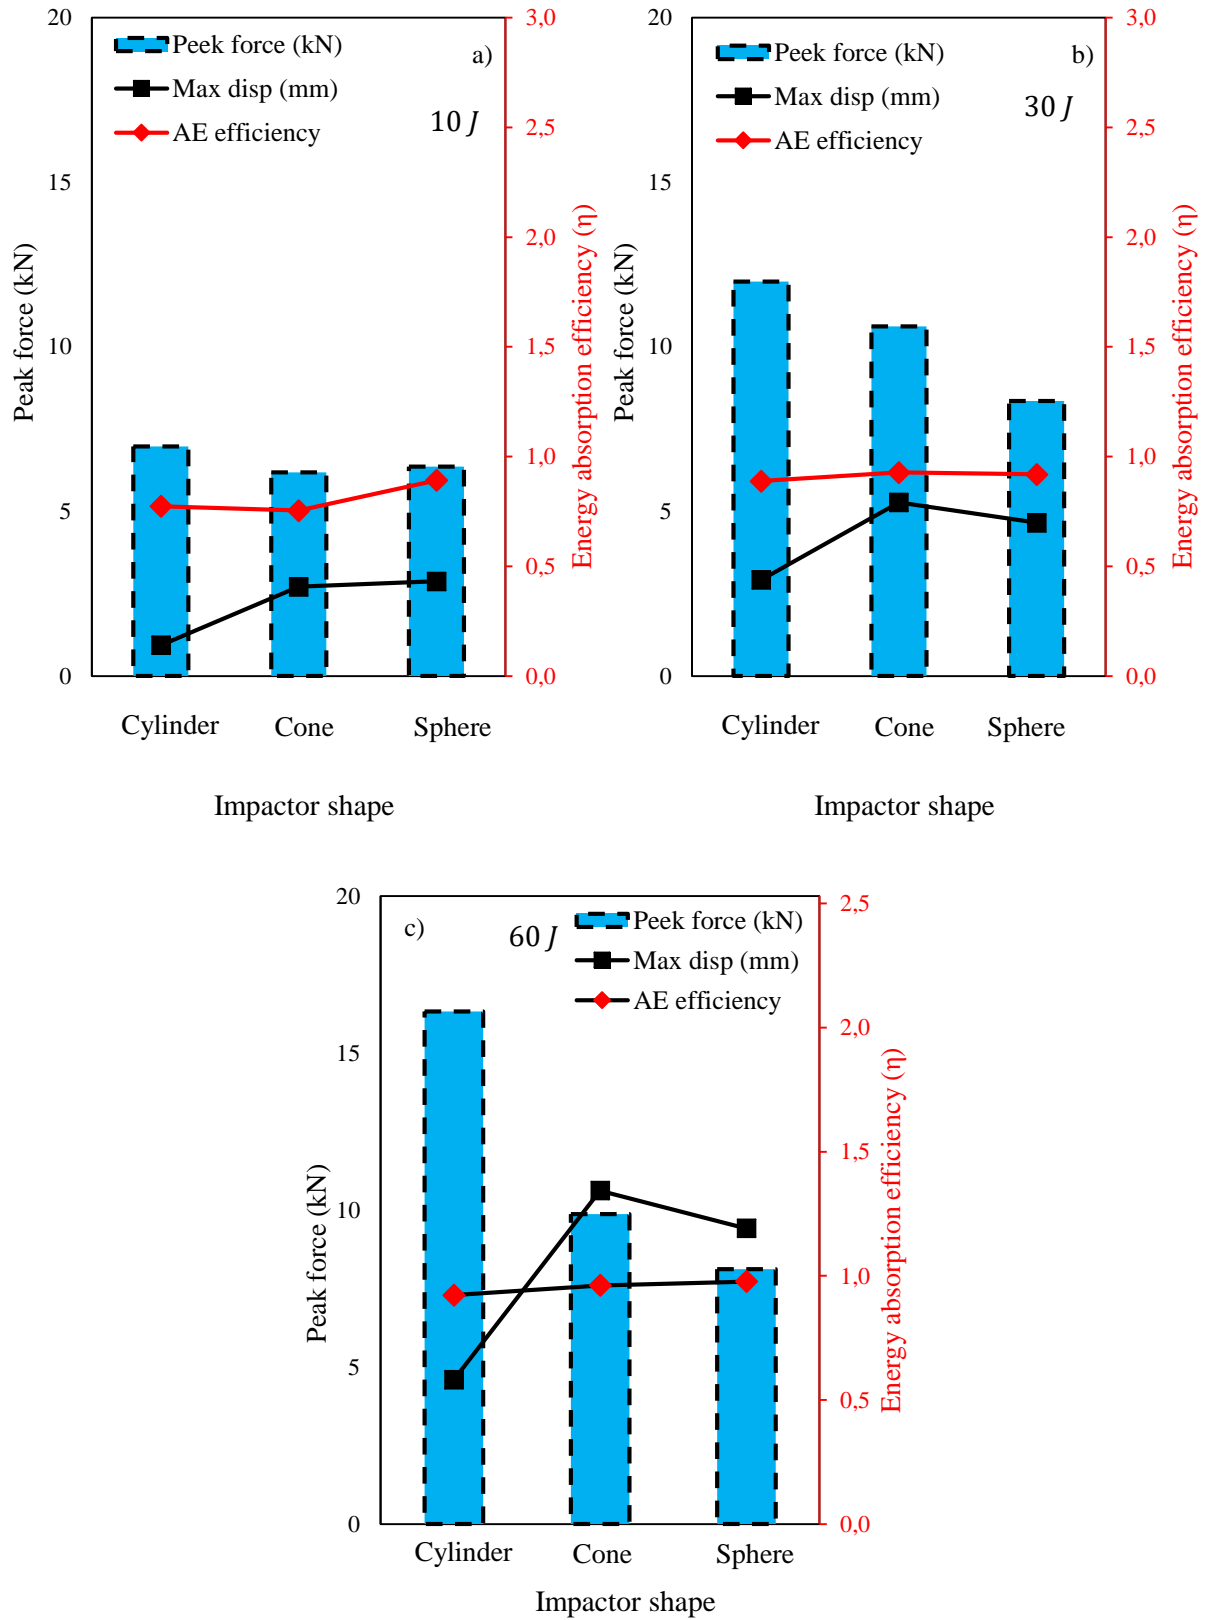 20
15
10
5
0
Peak force (kN)
Peek force (kN)
Max disp (mm)
AE efficiency
a)
10 J
3,0
2,5
2,0
1,5
1,0
0,5
0,0
Energy absorption efficiency (η)
Cylinder
Cone
Sphere
Impactor shape
20
15
10
5
0
Peak force (kN)
Peek force (kN)
Max disp (mm)
AE efficiency
b)
30 J
3,0
2,5
2,0
1,5
1,0
0,5
0,0
Energy absorption efficiency (η)
Cylinder
Cone
Sphere
Impactor shape
20
15
10
5
0
Peak force (kN)
c)
60 J
Peek force (kN)
Max disp (mm)
AE efficiency
2,5
2,0
1,5
1,0
0,5
0,0
Energy absorption efficiency (η)
Cylinder
Cone
Sphere
Impactor shape